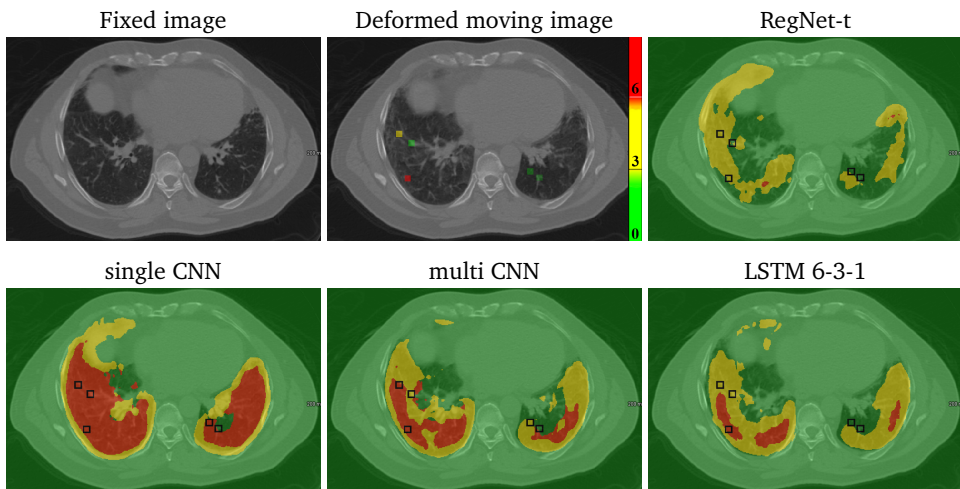 Fixed image
Deformed moving image
RegNet-t
6
3
0
single CNN
multi CNN
LSTM 6-3-1